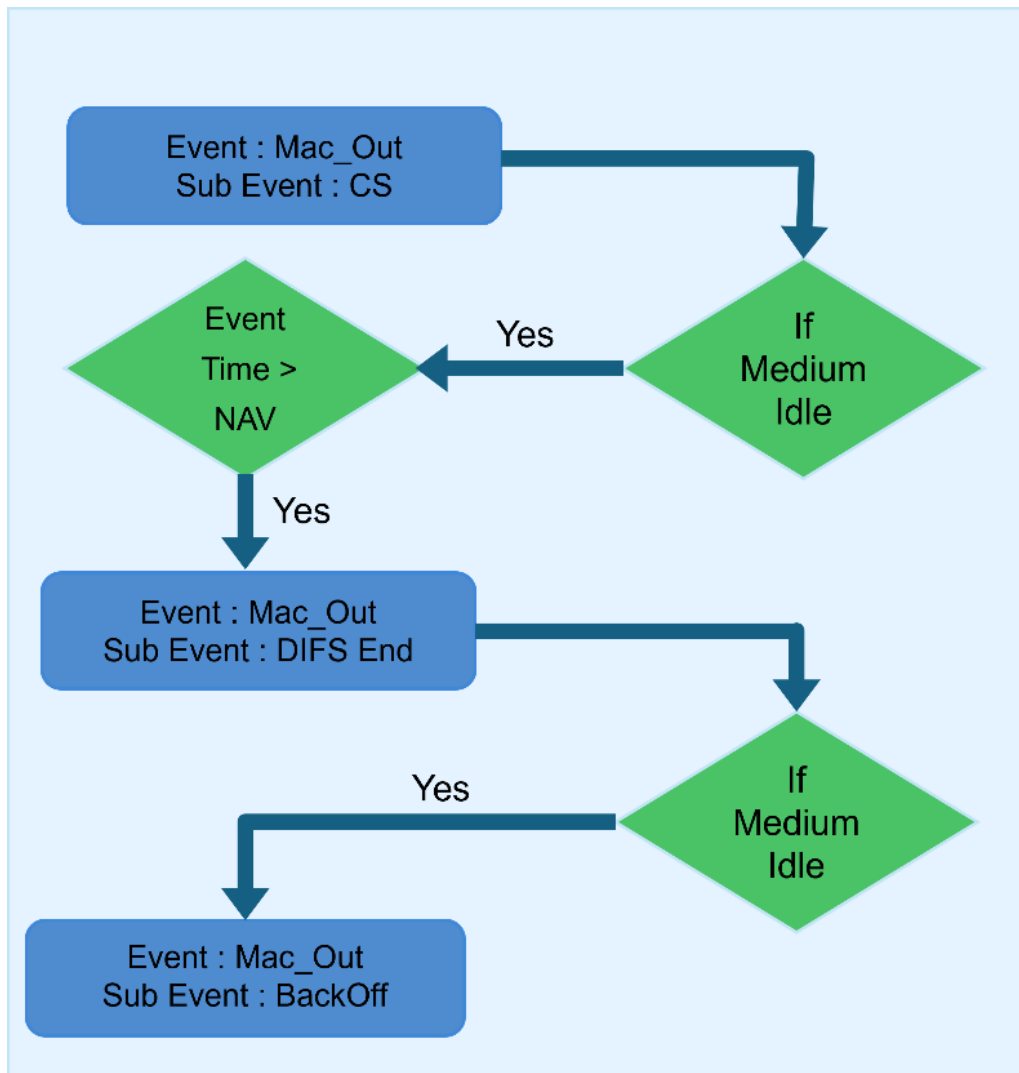 Event : Mac_Out
Sub Event : CS
If
Medium
Idle
Yes
Event
Time >
NAV
Yes
Event : Mac_Out
Sub Event : DIFS End
If
Medium
Idle
Yes
Event : Mac_Out
Sub Event : BackOff